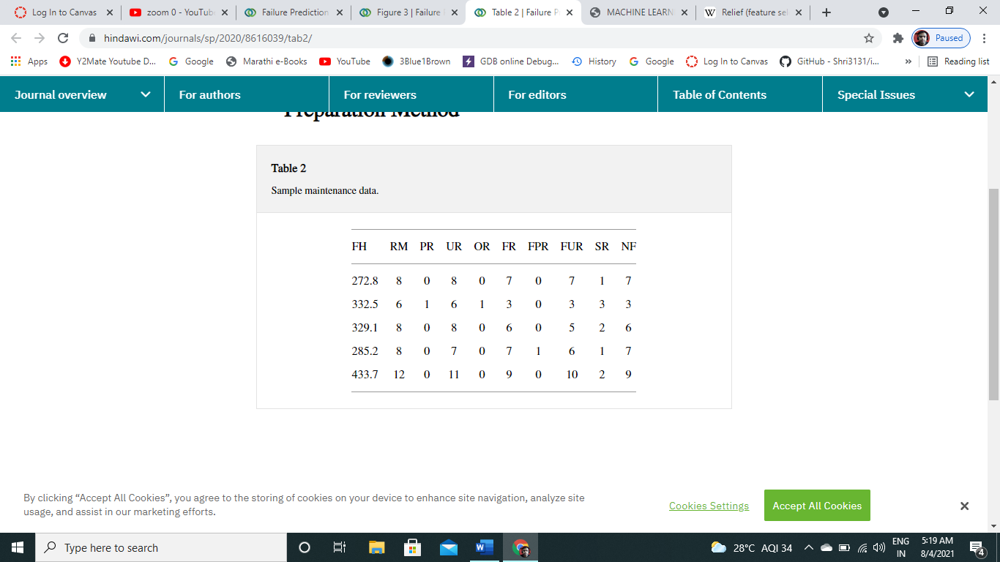 Log In to Canvas
zoom 0 - YouTub
Failure Prediction
Figure 3 | Failure
Table 2 | Failure P
MACHINE LEARN
Relief (feature sel
hindawi.com/journals/sp/2020/8616039/tab2/
Paused
Apps
Y2Mate Youtube D...
Google
Marathi e-Books
YouTube
3Blue1Brown
GDB online Debug...
History
Google
Log In to Canvas
GitHub - Shri3131/i...
Reading list
Journal overview
For authors
For reviewers
For editors
Table of Contents
Special Issues
Preparation Method
Table 2
Sample maintenance data.
FH RM PR UR OR FR FPR FUR SR NF
272.8 8 0 8 0 7 0 7 1 7
332.5 6 1 6 1 3 0 3 3 3
329.1 8 0 8 0 6 0 5 2 6
285.2 8 0 7 0 7 1 6 1 7
433.7 12 0 11 0 9 0 10 2 9
By clicking “Accept All Cookies”, you agree to the storing of cookies on your device to enhance site navigation, analyze site
usage, and assist in our marketing efforts.
Cookies Settings
Accept All Cookies
Type here to search
28°C AQI 34
ENG
IN
5:19 AM
8/4/2021
4